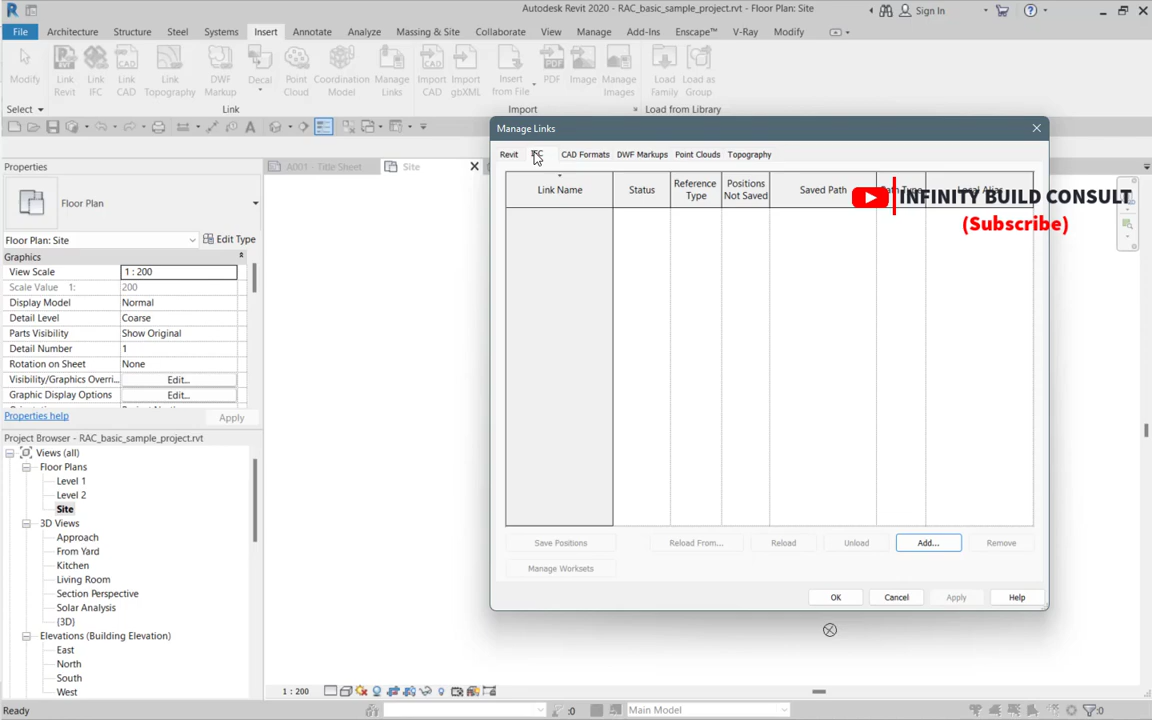 Autodesk Revit 2020 - RAC_basic_sample_project.rvt - Floor Plan: Site
Sign In
File Architecture Structure Steel Systems Insert Annotate Analyze Massing & Site Collaborate View Manage Add-Ins Enscape™ V-Ray Modify
Modify
Link Revit
Link IFC
Link CAD
Link Topography
DWF Markup
Decal
Point Cloud
Coordination Model
Manage Links
Import CAD
Import gbXML
Insert from File
PDF
Image
Manage Images
Load Family
Load as Group
Select
Link
Import
Load from Library
Properties
A001 - Title Sheet
Site
Floor Plan
Floor Plan: Site
Edit Type
Graphics
View Scale 1 : 200
Scale Value 1: 200
Display Model Normal
Detail Level Coarse
Parts Visibility Show Original
Detail Number 1
Rotation on Sheet None
Visibility/Graphics Overri... Edit...
Graphic Display Options Edit...
Properties help
Apply
Project Browser - RAC_basic_sample_project.rvt
Views (all)
Floor Plans
Level 1
Level 2
Site
3D Views
Approach
From Yard
Kitchen
Living Room
Section Perspective
Solar Analysis
{3D}
Elevations (Building Elevation)
East
North
South
West
Manage Links
Revit IFC CAD Formats DWF Markups Point Clouds Topography
Link Name
Status
Reference Type
Positions Not Saved
Saved Path
Path Type
Local Alias
INFINITY BUILD CONSULT
(Subscribe)
Save Positions
Reload From...
Reload
Unload
Add...
Remove
Manage Worksets
OK
Cancel
Apply
Help
1 : 200
Ready
:0
Main Model
:0